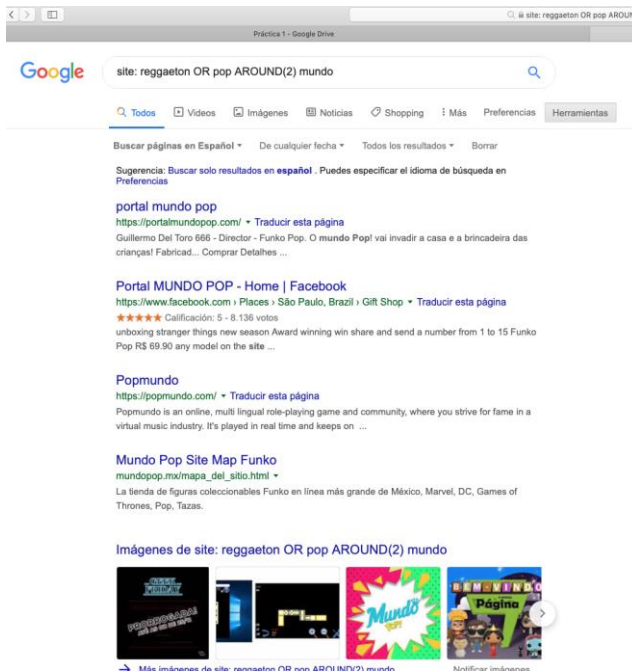 site: reggaeton OR pop AROUN
Práctica 1 - Google Drive
Google
site: reggaeton OR pop AROUND(2) mundo
Todos Videos Imágenes Noticias Shopping Más Preferencias Herramientas
Buscar páginas en Español De cualquier fecha Todos los resultados Borrar
Sugerencia: Buscar solo resultados en español . Puedes especificar el idioma de búsqueda en
Preferencias
portal mundo pop
https://portalmundopop.com/ Traducir esta página
Guillermo Del Toro 666 - Director - Funko Pop. O mundo Pop! vai invadir a casa e a brincadeira das
crianças! Fabricad... Comprar Detalhes ...
Portal MUNDO POP - Home | Facebook
https://www.facebook.com › Places › São Paulo, Brazil › Gift Shop Traducir esta página
★★★★★ Calificación: 5 - 8.136 votos
unboxing stranger things new season Award winning win share and send a number from 1 to 15 Funko
Pop R$ 69.90 any model on the site ...
Popmundo
https://popmundo.com/ Traducir esta página
Popmundo is an online, multi lingual role-playing game and community, where you strive for fame in a
virtual music industry. It's played in real time and keeps on ...
Mundo Pop Site Map Funko
mundopop.mx/mapa_del_sitio.html
La tienda de figuras coleccionables Funko en línea más grande de México, Marvel, DC, Games of
Thrones, Pop, Tazas.
Imágenes de site: reggaeton OR pop AROUND(2) mundo
GEEK
FRIDAY
PRORROGADA!
Mundo
POP!
BEM-VINDO
Página
Más imágenes de site: reggaeton OR pop AROUND(2) mundo Notificar imágenes